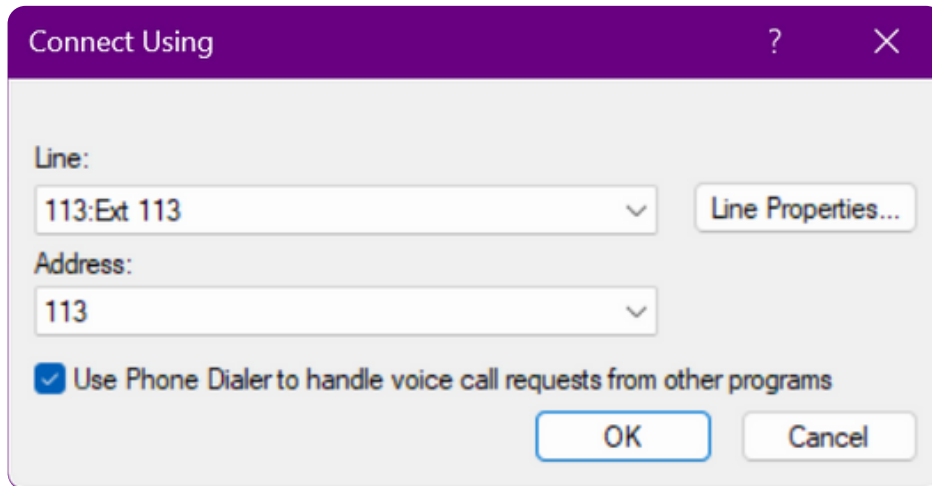 Connect Using
Line:
113:Ext 113
Line Properties...
Address:
113
Use Phone Dialer to handle voice call requests from other programs
OK Cancel